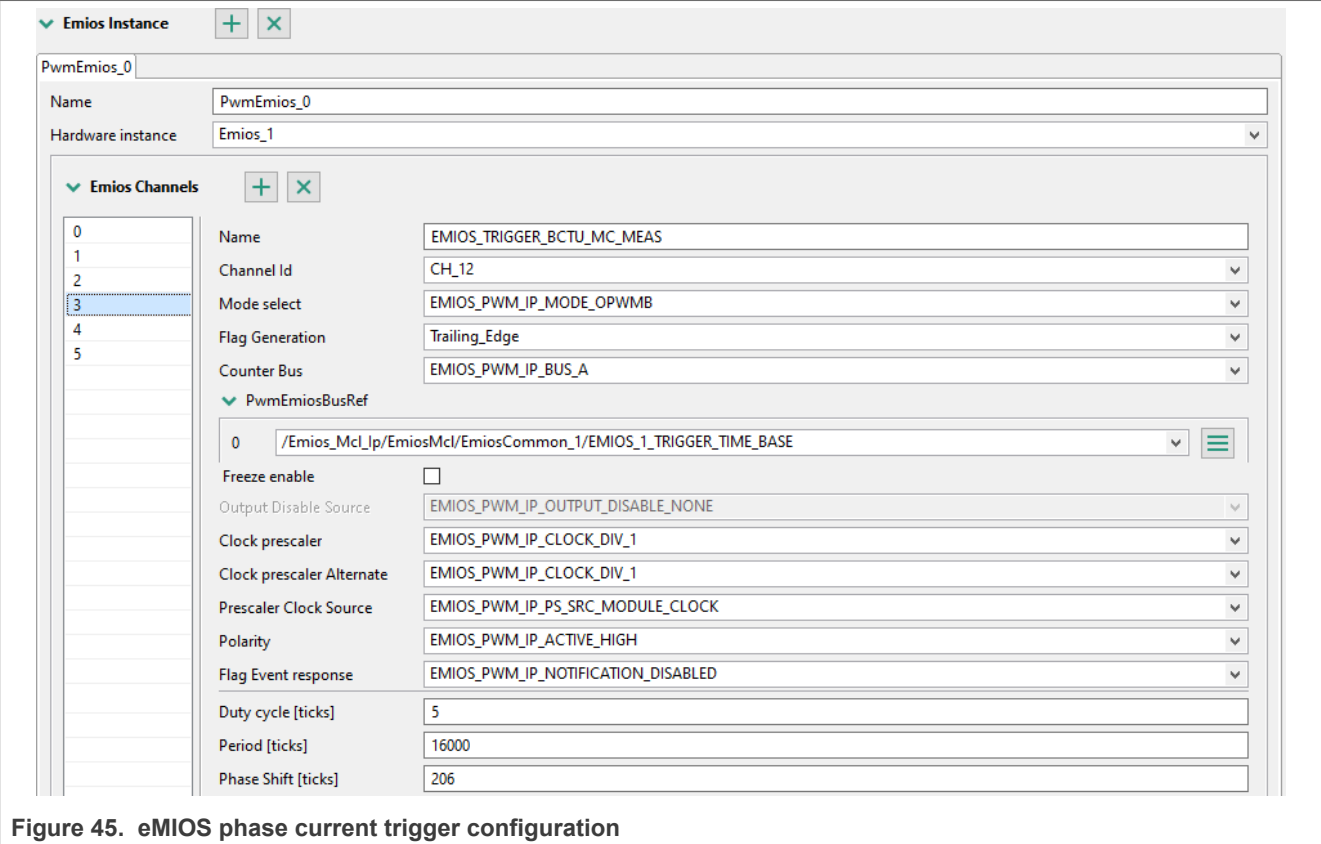 Emios Instance
PwmEmios_0
Name PwmEmios_0
Hardware instance Emios_1
Emios Channels
0
1
2
3
4
5
Name EMIOS_TRIGGER_BCTU_MC_MEAS
Channel Id CH_12
Mode select EMIOS_PWM_IP_MODE_OPWMB
Flag Generation Trailing_Edge
Counter Bus EMIOS_PWM_IP_BUS_A
PwmEmiosBusRef
0 /Emios_Mcl_Ip/EmiosMcl/EmiosCommon_1/EMIOS_1_TRIGGER_TIME_BASE
Freeze enable
Output Disable Source EMIOS_PWM_IP_OUTPUT_DISABLE_NONE
Clock prescaler EMIOS_PWM_IP_CLOCK_DIV_1
Clock prescaler Alternate EMIOS_PWM_IP_CLOCK_DIV_1
Prescaler Clock Source EMIOS_PWM_IP_PS_SRC_MODULE_CLOCK
Polarity EMIOS_PWM_IP_ACTIVE_HIGH
Flag Event response EMIOS_PWM_IP_NOTIFICATION_DISABLED
Duty cycle [ticks] 5
Period [ticks] 16000
Phase Shift [ticks] 206
Figure 45. eMIOS phase current trigger configuration